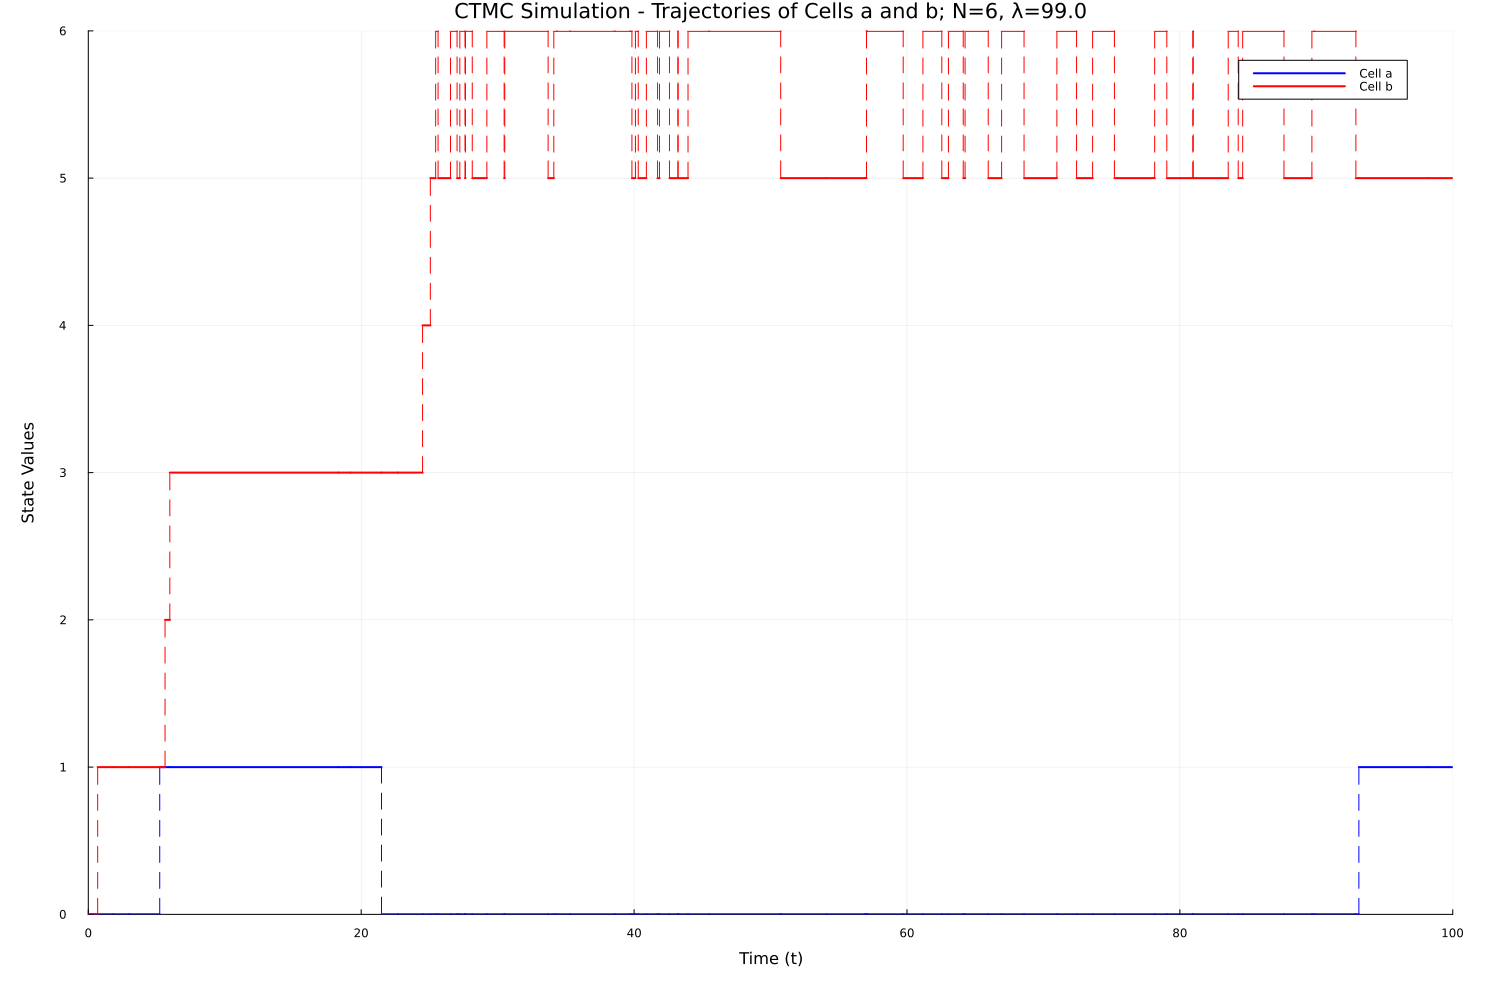 CTMC Simulation - Trajectories of Cells a and b; N=6, λ=99.0
6
5
4
3
2
1
0
State Values
Cell a
Cell b
0 20 40 60 80 100
Time (t)